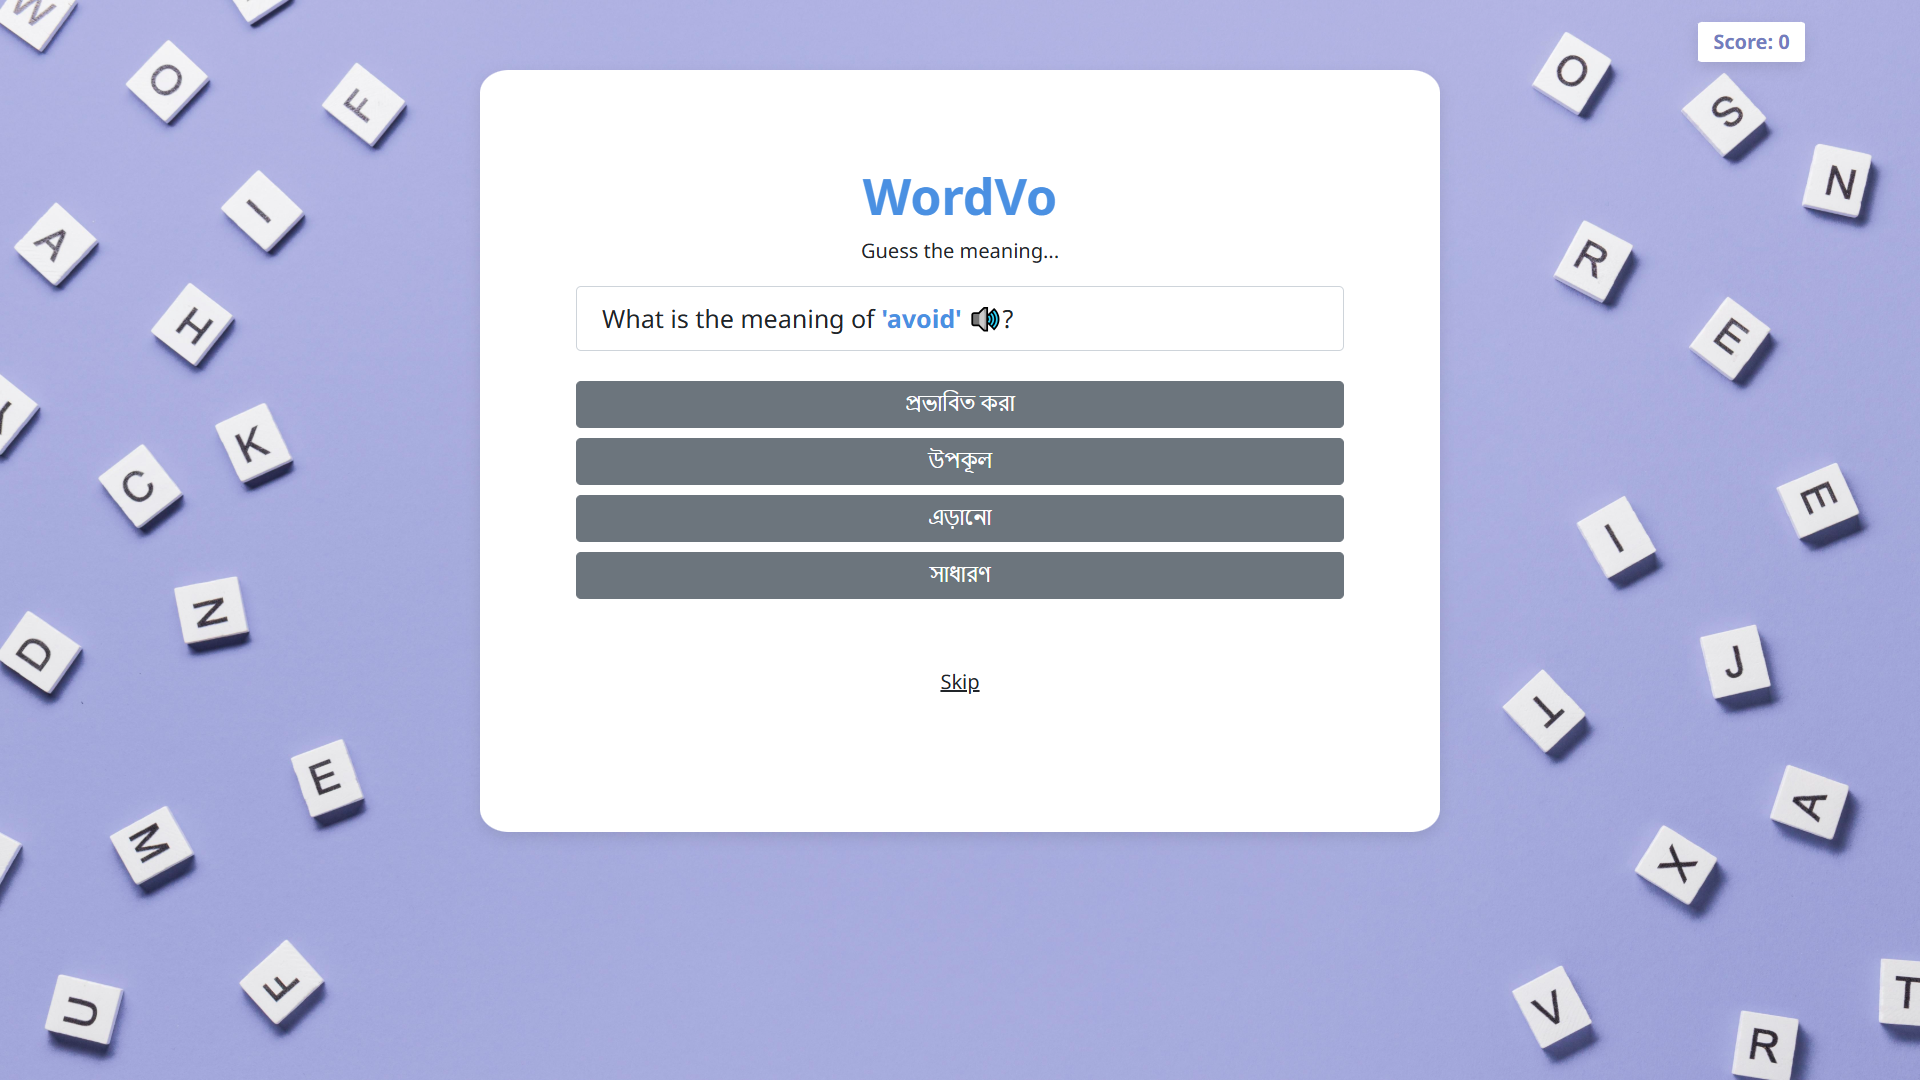 Score: 0
WordVo
Guess the meaning...
What is the meaning of 'avoid' 🔊?
প্রভাবিত করা
উপকূল
এড়ানো
সাধারণ
Skip
W
O
F
I
A
H
Y
K
C
N
D
E
M
F
U
O
S
N
R
E
E
I
J
T
A
X
T
V
R